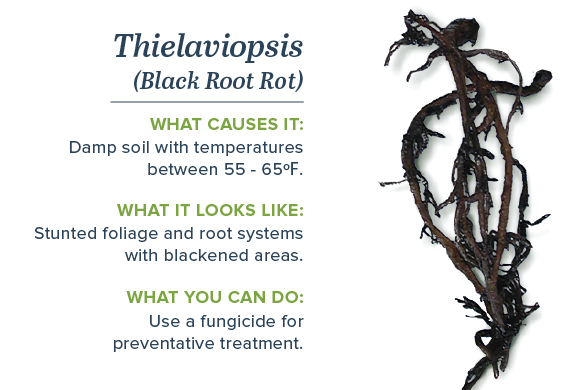 Thielaviopsis
(Black Root Rot)
WHAT CAUSES IT:
Damp soil with temperatures
between 55 - 65ºF.
WHAT IT LOOKS LIKE:
Stunted foliage and root systems
with blackened areas.
WHAT YOU CAN DO:
Use a fungicide for
preventative treatment.